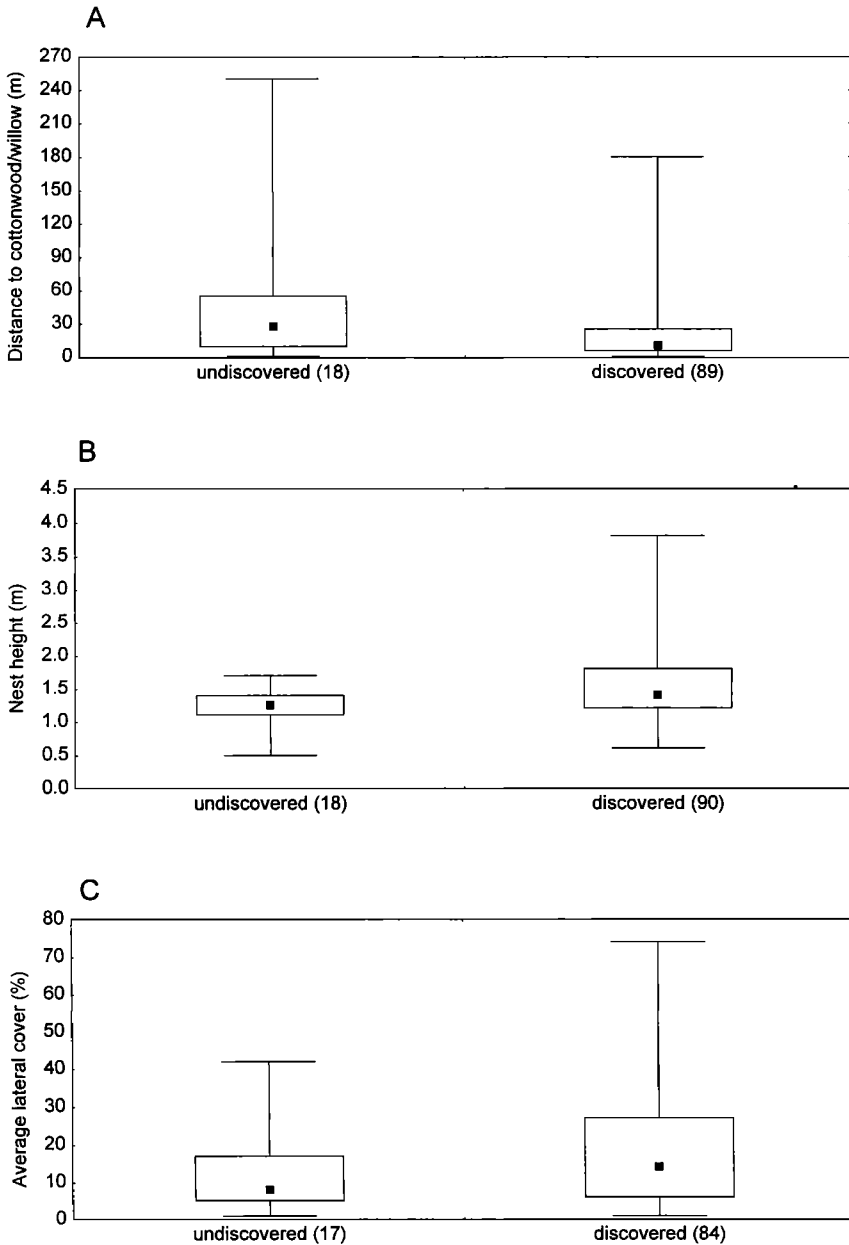 A
Distance to cottonwood/willow (m)
270
240
210
180
150
120
90
60
30
0
undiscovered (18)
discovered (89)
B
Nest height (m)
4.5
4.0
3.5
3.0
2.5
2.0
1.5
1.0
0.5
0.0
undiscovered (18)
discovered (90)
C
Average lateral cover (%)
80
70
60
50
40
30
20
10
0
undiscovered (17)
discovered (84)